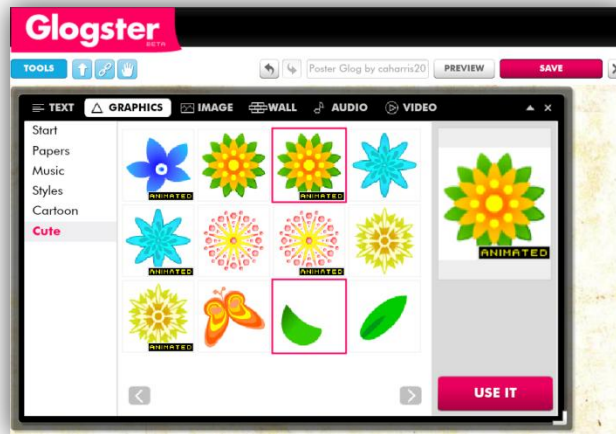 Glogster
BETA
TOOLS
Poster Glog by caharris20
PREVIEW
SAVE
TEXT
GRAPHICS
IMAGE
WALL
AUDIO
VIDEO
Start
Papers
Music
Styles
Cartoon
Cute
ANIMATED
ANIMATED
ANIMATED
ANIMATED
ANIMATED
ANIMATED
USE IT